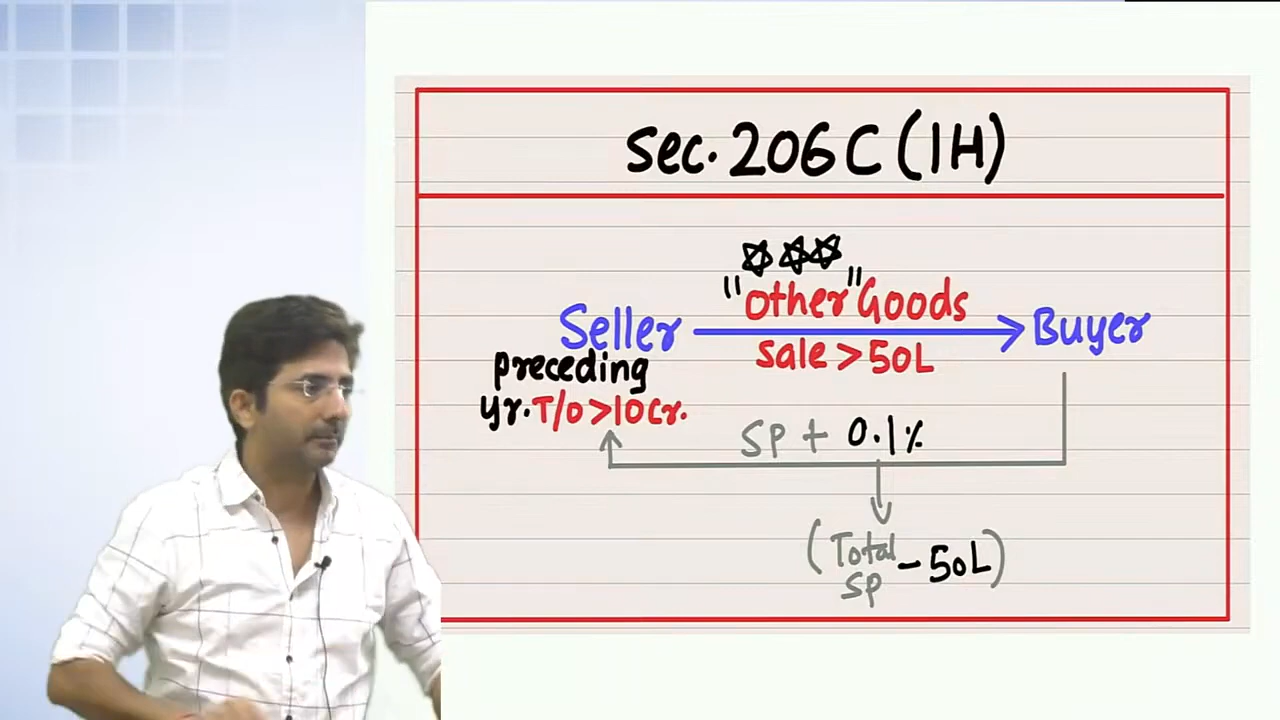 Sec. 206C (1H)
"Other" Goods
Seller → Buyer
Sale > 50L
preceding
yr. T/O > 10Cr.
SP + 0.1%
(Total SP - 50L)